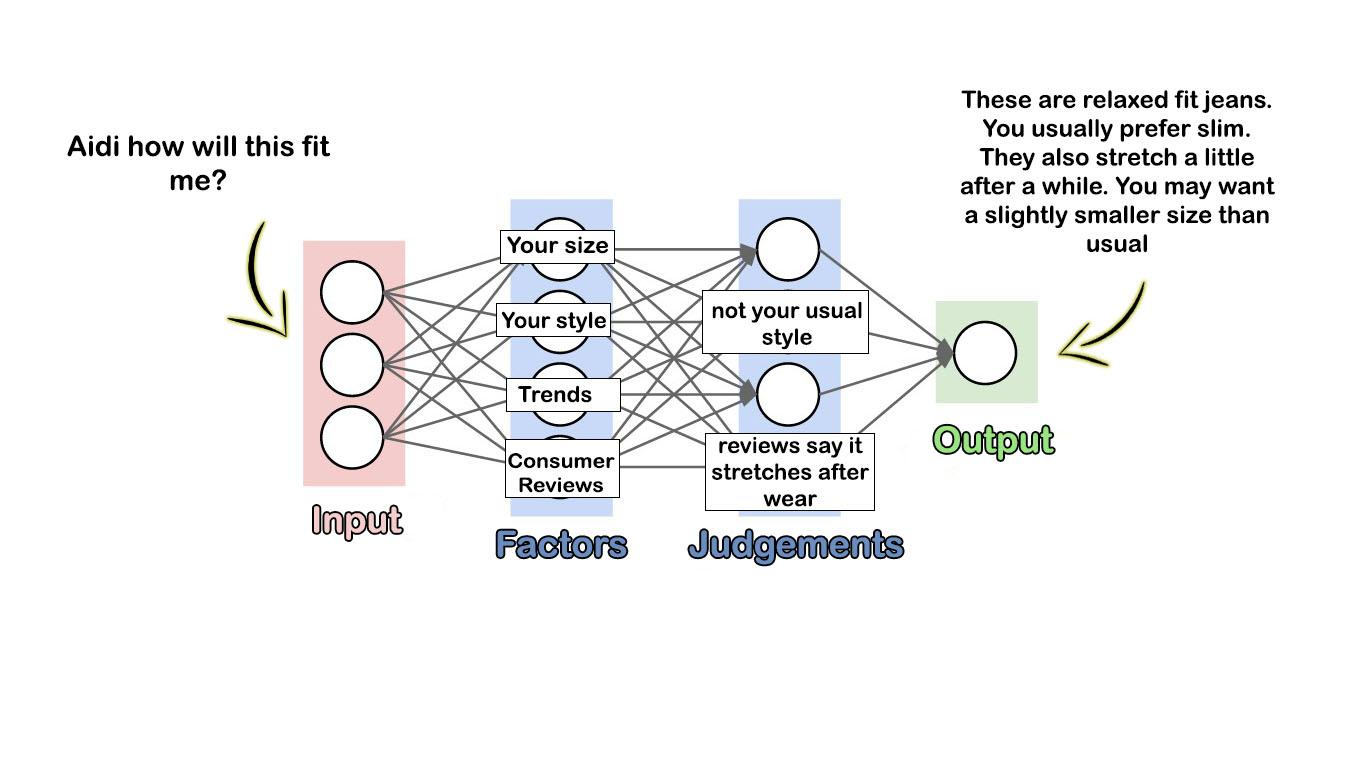 Aidi how will this fit
me?
These are relaxed fit jeans.
You usually prefer slim.
They also stretch a little
after a while. You may want
a slightly smaller size than
usual
Your size
Your style
Trends
Consumer
Reviews
not your usual
style
reviews say it
stretches after
wear
Input
Factors
Judgements
Output